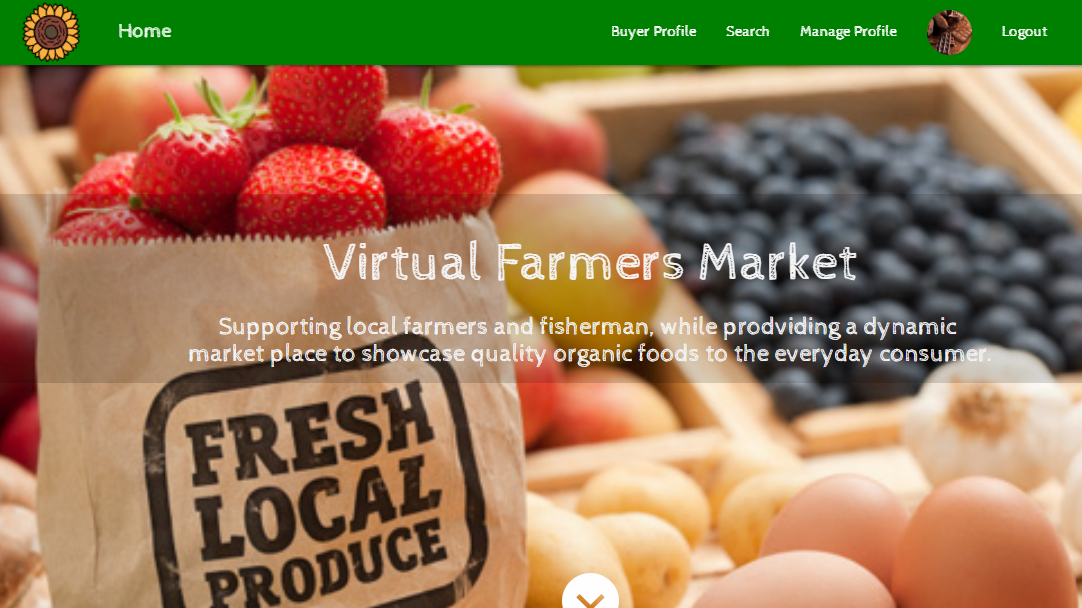 Home
Buyer Profile
Search
Manage Profile
Logout
Virtual Farmers Market
Supporting local farmers and fisherman, while prodviding a dynamic
market place to showcase quality organic foods to the everyday consumer.
FRESH
LOCAL
PRODUCE